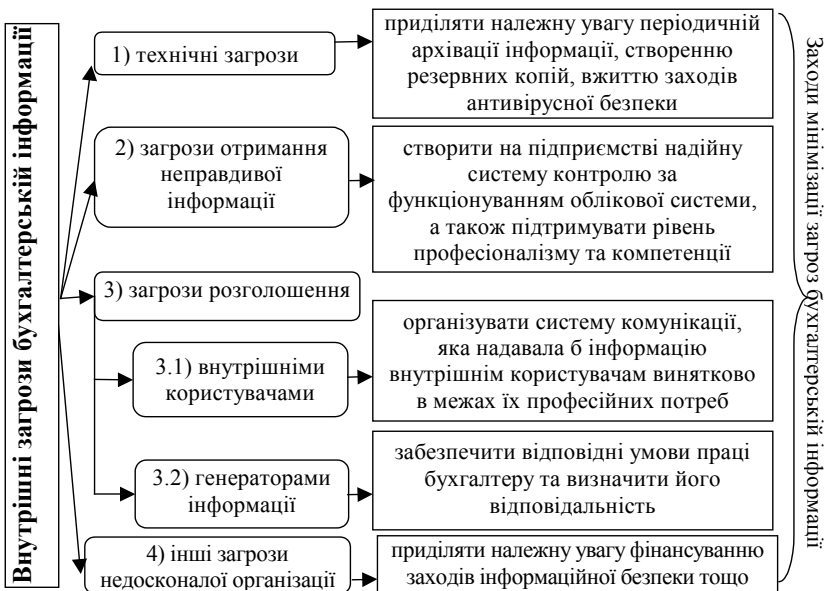 Внутрішні загрози бухгалтерській інформації
1) технічні загрози
приділяти належну увагу періодичній
архівації інформації, створенню
резервних копій, вжиттю заходів
антивірусної безпеки
2) загрози отримання
неправдивої
інформації
створити на підприємстві надійну
систему контролю за
функціонуванням облікової системи,
а також підтримувати рівень
професіоналізму та компетенції
3) загрози розголошення
3.1) внутрішніми
користувачами
організувати систему комунікації,
яка надавала б інформацію
внутрішнім користувачам винятково
в межах їх професійних потреб
3.2) генераторами
інформації
забезпечити відповідні умови праці
бухгалтеру та визначити його
відповідальність
4) інші загрози
недосконалої організації
приділяти належну увагу фінансуванню
заходів інформаційної безпеки тощо
Заходи мінімізації загроз бухгалтерській інформації